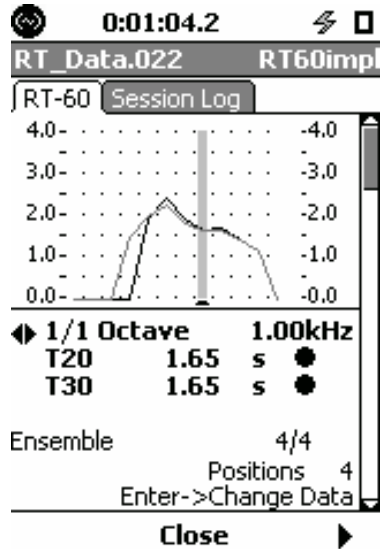 0:01:04.2
RT_Data.022 RT60impl
RT-60 Session Log
4.0- -4.0
3.0- -3.0
2.0- -2.0
1.0- -1.0
0.0- -0.0
1/1 Octave 1.00kHz
T20 1.65 s
T30 1.65 s
Ensemble 4/4
Positions 4
Enter->Change Data
Close